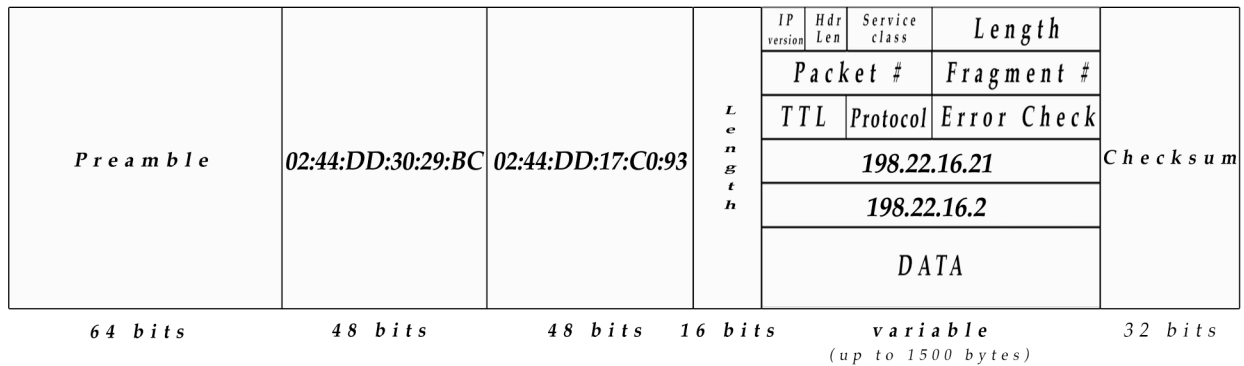 Preamble
02:44:DD:30:29:BC
02:44:DD:17:C0:93
Length
IP version
Hdr Len
Service class
Length
Packet #
Fragment #
TTL
Protocol
Error Check
198.22.16.21
198.22.16.2
DATA
Checksum
64 bits
48 bits
48 bits
16 bits
variable
(up to 1500 bytes)
32 bits